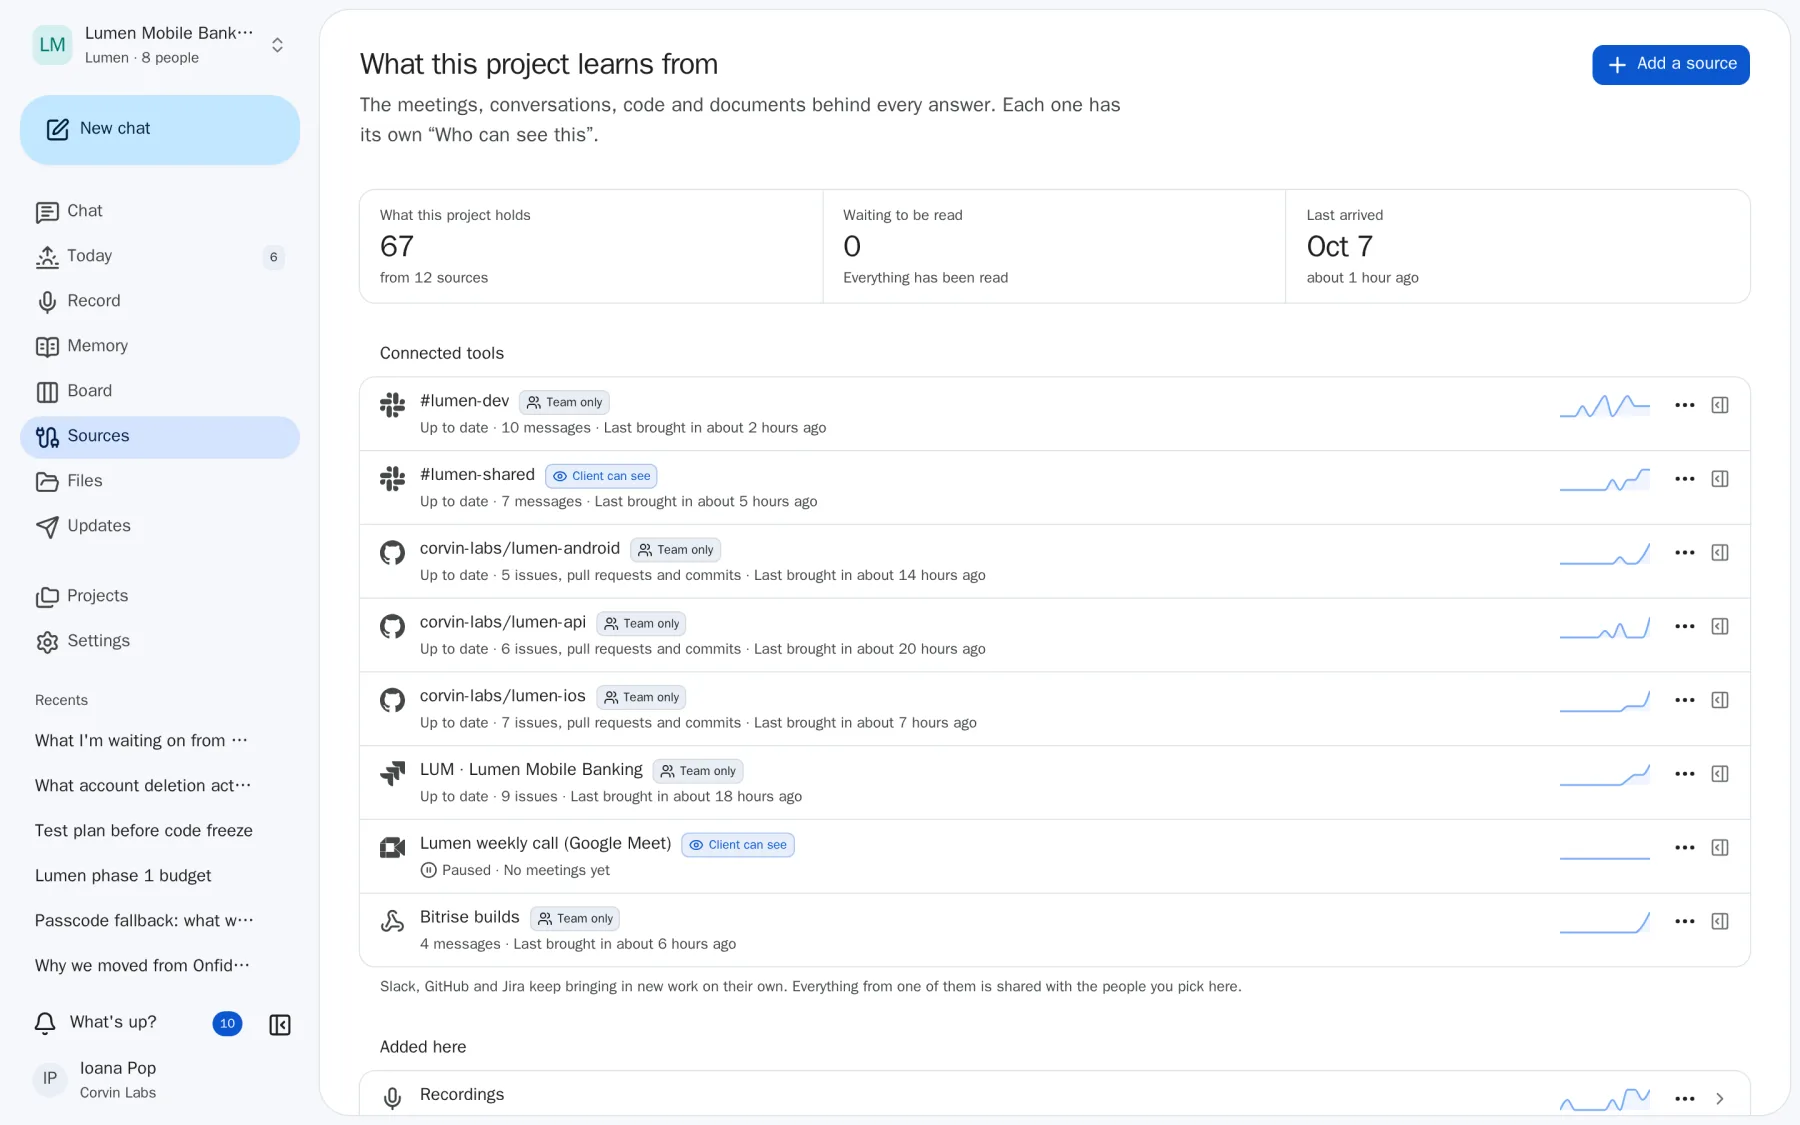 LM
Lumen Mobile Bank···
Lumen · 8 people
New chat
Chat
Today
6
Record
Memory
Board
Sources
Files
Updates
Projects
Settings
Recents
What I'm waiting on from ···
What account deletion act···
Test plan before code freeze
Lumen phase 1 budget
Passcode fallback: what w···
Why we moved from Onfid···
What's up?
10
IP
Ioana Pop
Corvin Labs
What this project learns from
Add a source
The meetings, conversations, code and documents behind every answer. Each one has
its own “Who can see this”.
What this project holds
67
from 12 sources
Waiting to be read
0
Everything has been read
Last arrived
Oct 7
about 1 hour ago
Connected tools
#lumen-dev
Team only
Up to date · 10 messages · Last brought in about 2 hours ago
#lumen-shared
Client can see
Up to date · 7 messages · Last brought in about 5 hours ago
corvin-labs/lumen-android
Team only
Up to date · 5 issues, pull requests and commits · Last brought in about 14 hours ago
corvin-labs/lumen-api
Team only
Up to date · 6 issues, pull requests and commits · Last brought in about 20 hours ago
corvin-labs/lumen-ios
Team only
Up to date · 7 issues, pull requests and commits · Last brought in about 7 hours ago
LUM · Lumen Mobile Banking
Team only
Up to date · 9 issues · Last brought in about 18 hours ago
Lumen weekly call (Google Meet)
Client can see
Paused · No meetings yet
Bitrise builds
Team only
4 messages · Last brought in about 6 hours ago
Slack, GitHub and Jira keep bringing in new work on their own. Everything from one of them is shared with the people you pick here.
Added here
Recordings